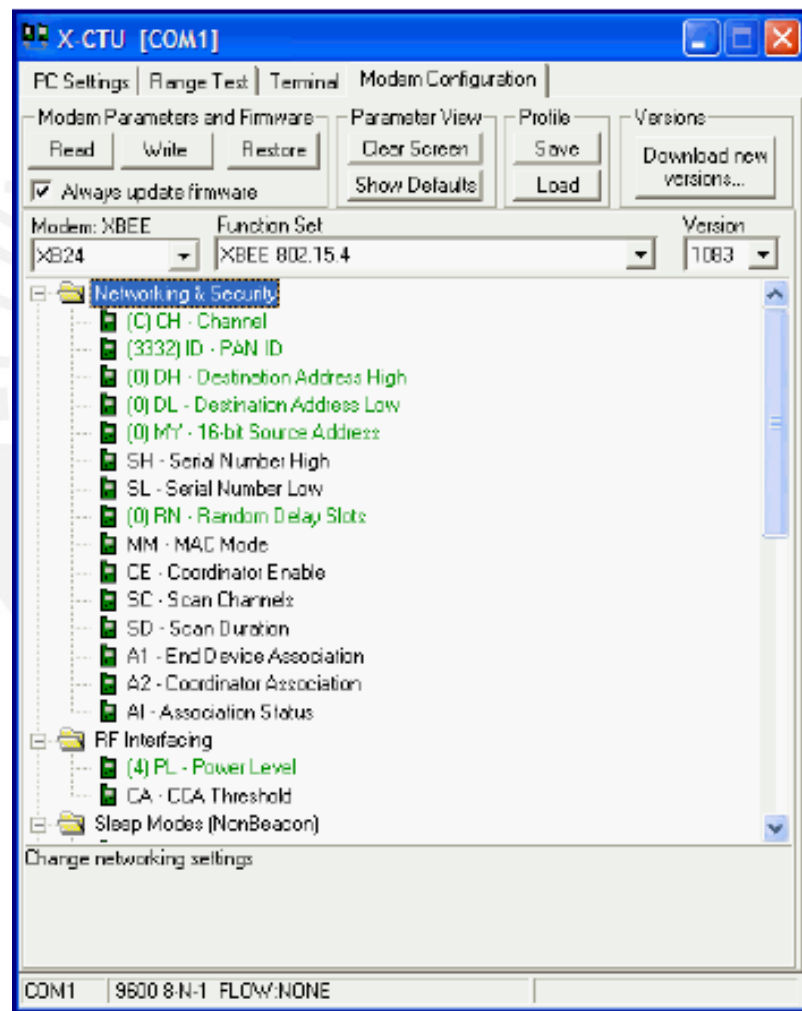 X-CTU [COM1]
PC Settings Range Test Terminal Modem Configuration
Modem Parameters and Firmware Parameter View Profile Versions
Read Write Restore Clear Screen Save Download new versions...
Always update firmware Show Defaults Load
Modem: XBEE Function Set Version
XB24 XBEE 802.15.4 1083
Networking & Security
(C) CH - Channel
(3332) ID - PAN ID
(0) DH - Destination Address High
(0) DL - Destination Address Low
(0) MY - 16-bit Source Address
SH - Serial Number High
SL - Serial Number Low
(0) RN - Random Delay Slots
MM - MAC Mode
CE - Coordinator Enable
SC - Scan Channels
SD - Scan Duration
A1 - End Device Association
A2 - Coordinator Association
AI - Association Status
RF Interfacing
(4) PL - Power Level
CA - CCA Threshold
Sleep Modes (NonBeacon)
Change networking settings
COM1 9600 8-N-1 FLOW:NONE